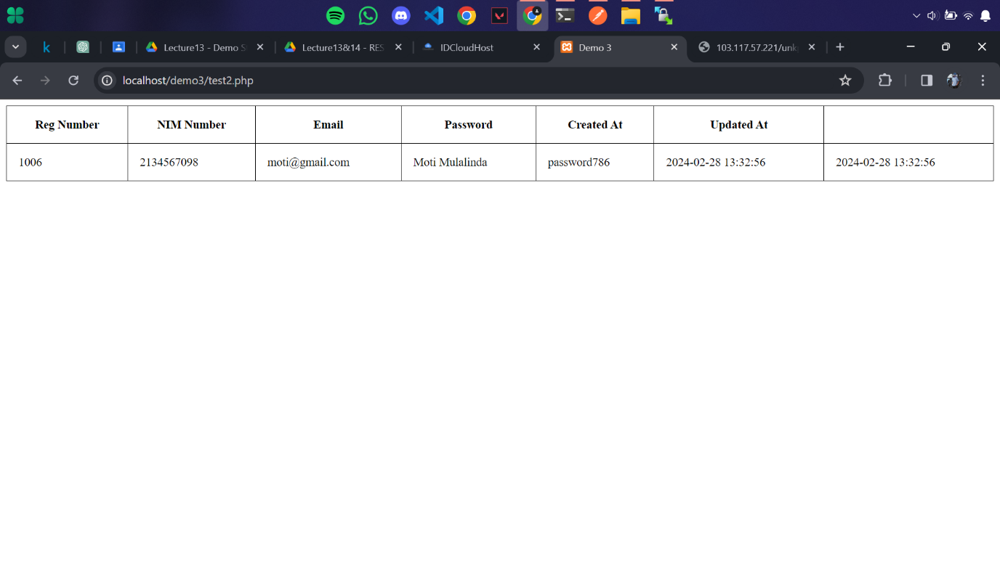 k Lecture13 - Demo S Lecture13&14 - RES IDCloudHost Demo 3 103.117.57.221/unk
localhost/demo3/test2.php
Reg Number NIM Number Email Password Created At Updated At
1006 2134567098 moti@gmail.com Moti Mulalinda password786 2024-02-28 13:32:56 2024-02-28 13:32:56